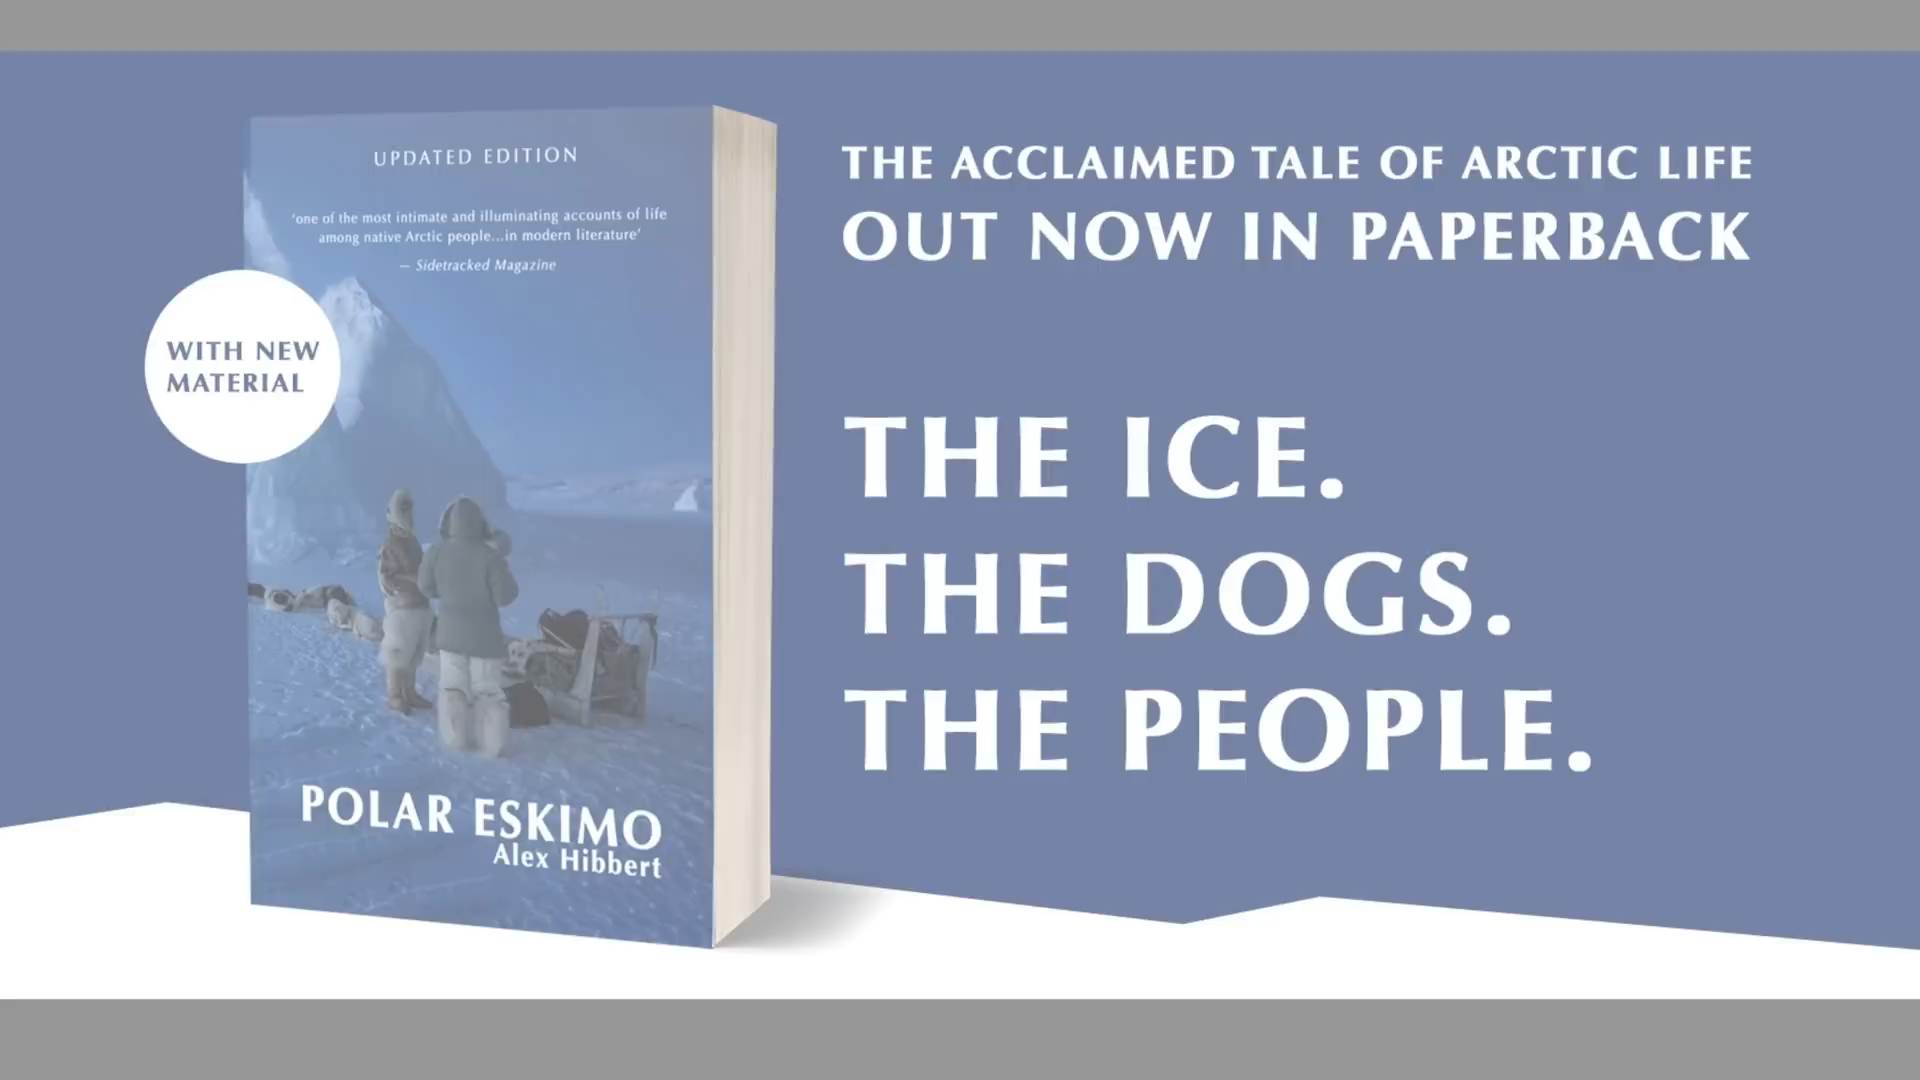 UPDATED EDITION
'one of the most intimate and illuminating accounts of life
among native Arctic people...in modern literature'
– Sidetracked Magazine
WITH NEW
MATERIAL
POLAR ESKIMO
Alex Hibbert
THE ACCLAIMED TALE OF ARCTIC LIFE
OUT NOW IN PAPERBACK
THE ICE.
THE DOGS.
THE PEOPLE.